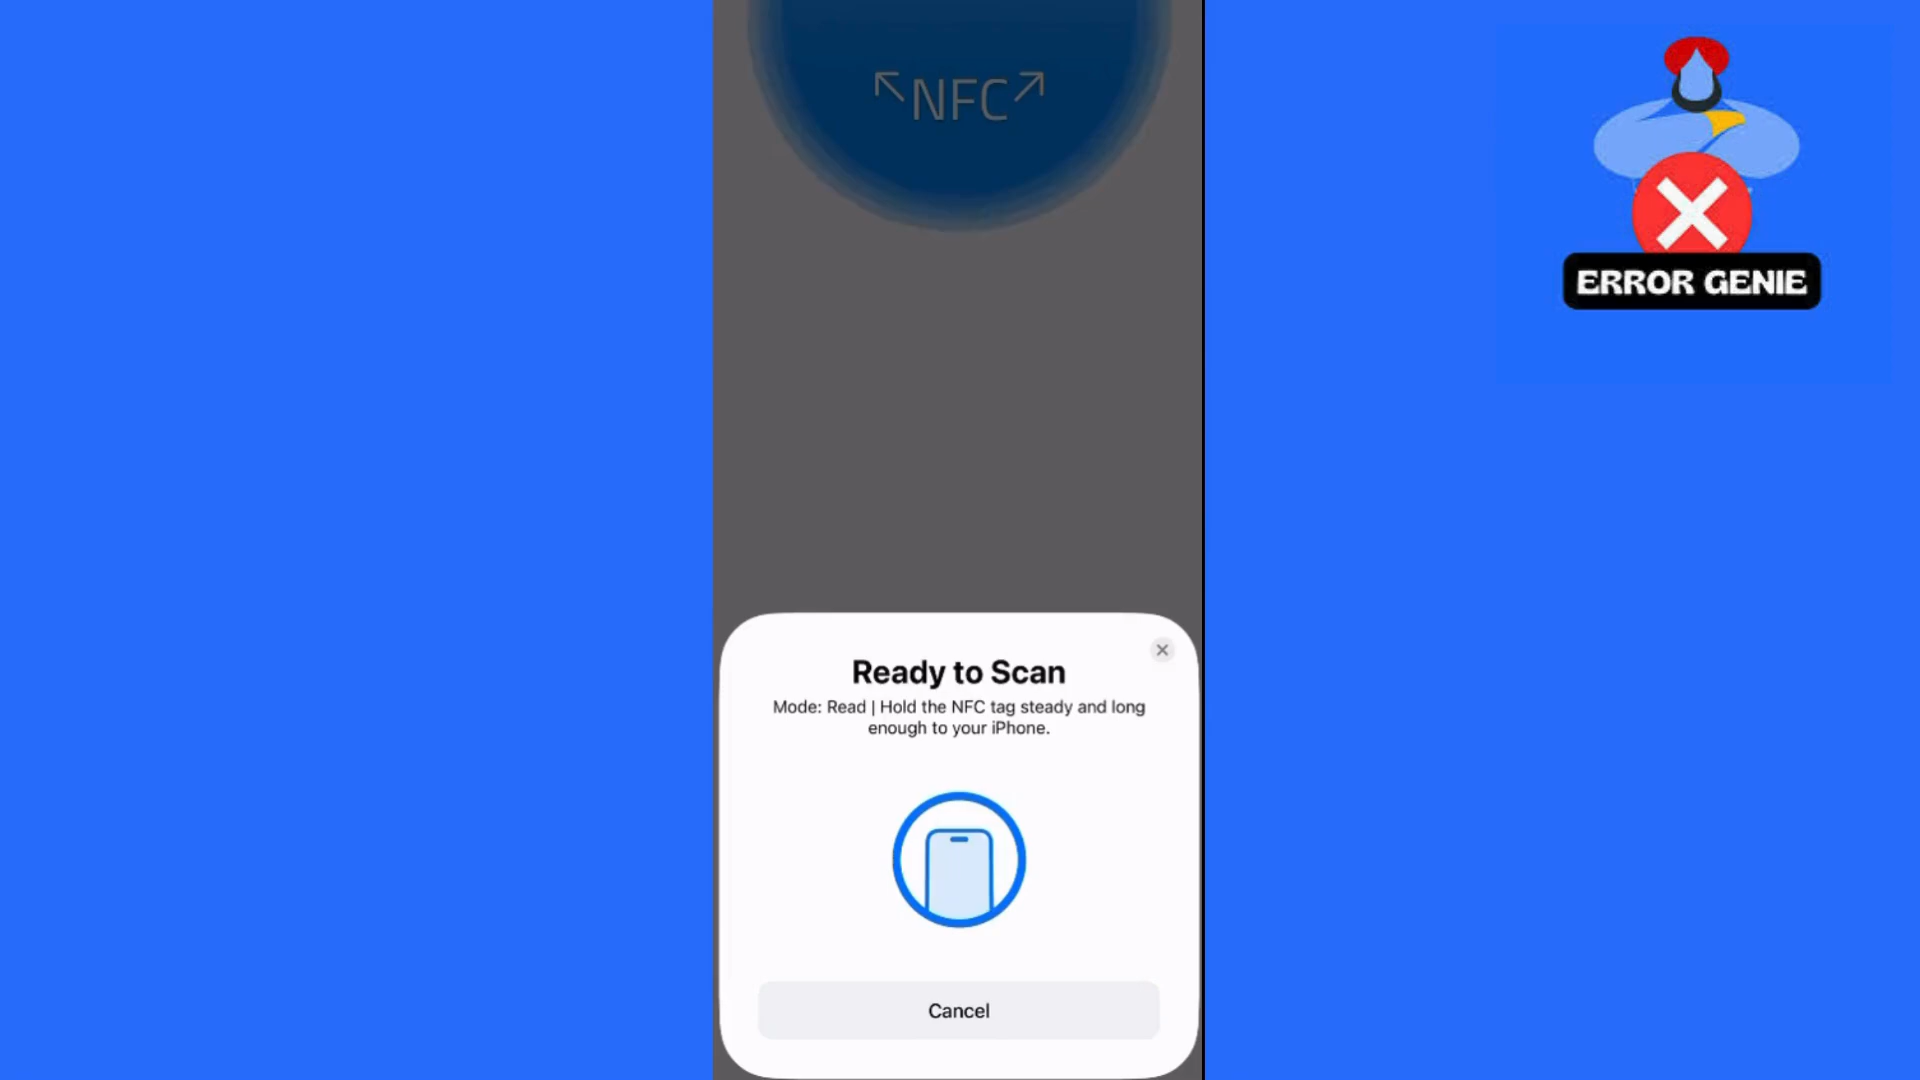 NFC
ERROR GENIE
Ready to Scan
Mode: Read | Hold the NFC tag steady and long
enough to your iPhone.
Cancel